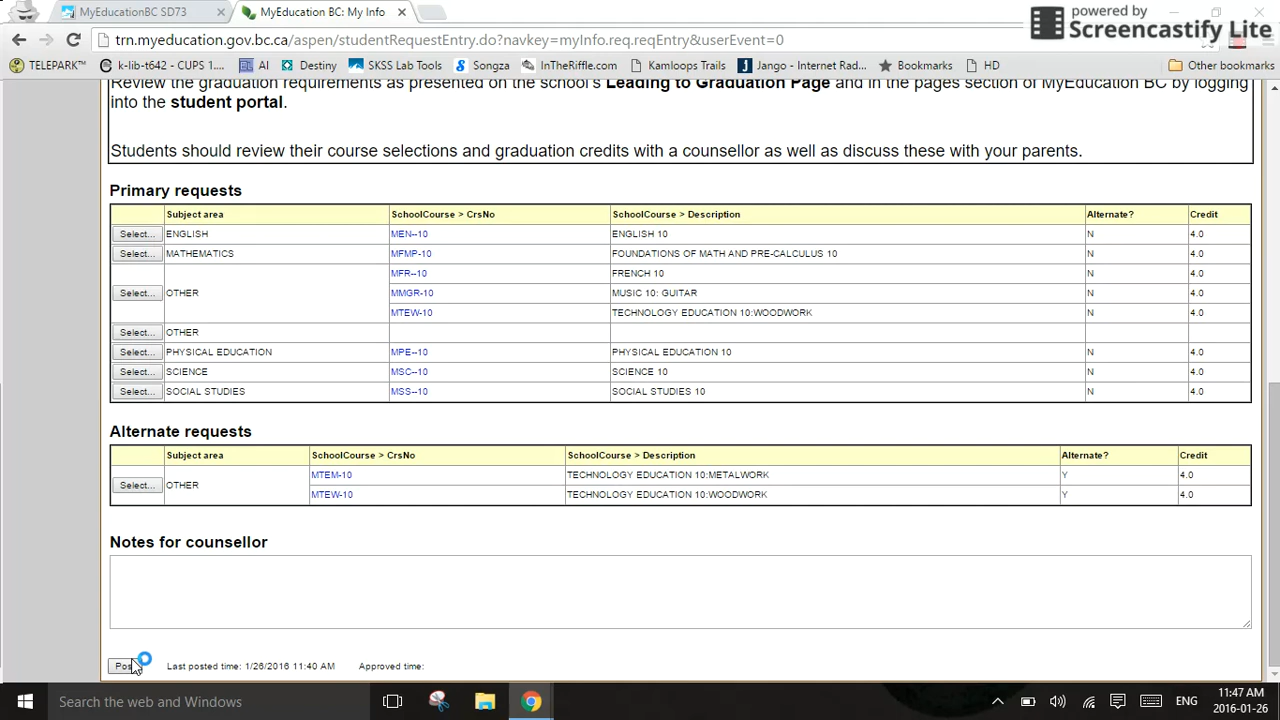 MyEducationBC SD73
MyEducation BC: My Info
powered by
Screencastify Lite
trn.myeducation.gov.bc.ca/aspen/studentRequestEntry.do?navkey=myInfo.req.reqEntry&userEvent=0
TELEPARK™ k-lib-t642 - CUPS 1.... AI Destiny SKSS Lab Tools Songza InTheRiffle.com Kamloops Trails Jango - Internet Rad... Bookmarks HD Other bookmarks
Review the graduation requirements as presented on the school's Leading to Graduation Page and in the pages section of MyEducation BC by logging
into the student portal.
Students should review their course selections and graduation credits with a counsellor as well as discuss these with your parents.
Primary requests
Subject area SchoolCourse > CrsNo SchoolCourse > Description Alternate? Credit
Select... ENGLISH MEN--10 ENGLISH 10 N 4.0
Select... MATHEMATICS MFMP-10 FOUNDATIONS OF MATH AND PRE-CALCULUS 10 N 4.0
MFR--10 FRENCH 10 N 4.0
Select... OTHER MMGR-10 MUSIC 10: GUITAR N 4.0
MTEW-10 TECHNOLOGY EDUCATION 10:WOODWORK N 4.0
Select... OTHER
Select... PHYSICAL EDUCATION MPE--10 PHYSICAL EDUCATION 10 N 4.0
Select... SCIENCE MSC--10 SCIENCE 10 N 4.0
Select... SOCIAL STUDIES MSS--10 SOCIAL STUDIES 10 N 4.0
Alternate requests
Subject area SchoolCourse > CrsNo SchoolCourse > Description Alternate? Credit
MTEM-10 TECHNOLOGY EDUCATION 10:METALWORK Y 4.0
Select... OTHER
MTEW-10 TECHNOLOGY EDUCATION 10:WOODWORK Y 4.0
Notes for counsellor
Pos Last posted time: 1/26/2016 11:40 AM Approved time:
Search the web and Windows
ENG
11:47 AM
2016-01-26